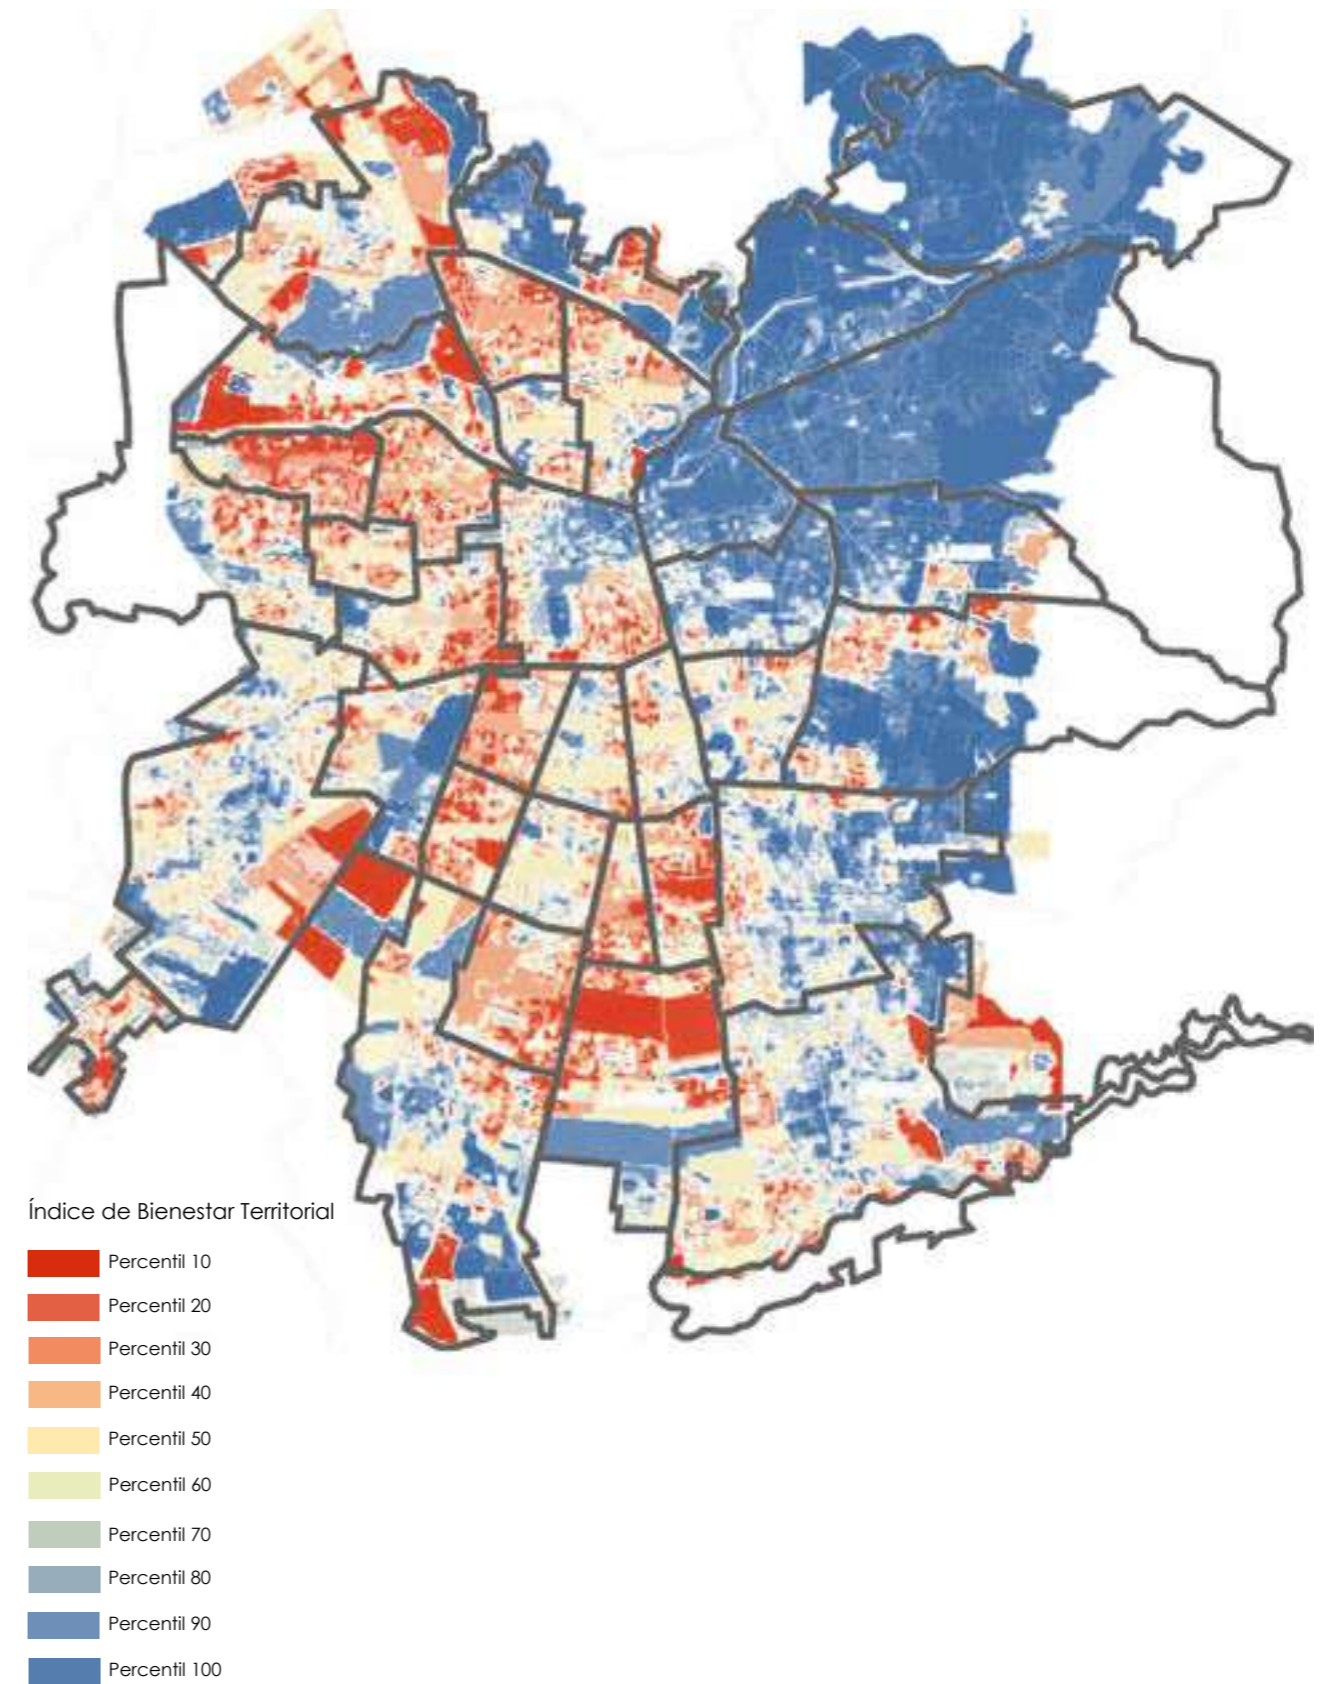 Índice de Bienestar Territorial
Percentil 10
Percentil 20
Percentil 30
Percentil 40
Percentil 50
Percentil 60
Percentil 70
Percentil 80
Percentil 90
Percentil 100